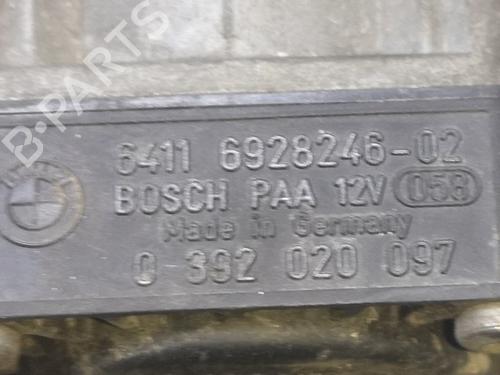 B-PARTS
6411 6928246-02
BOSCH PAA 12V 058
Made in Germany
0 392 020 097